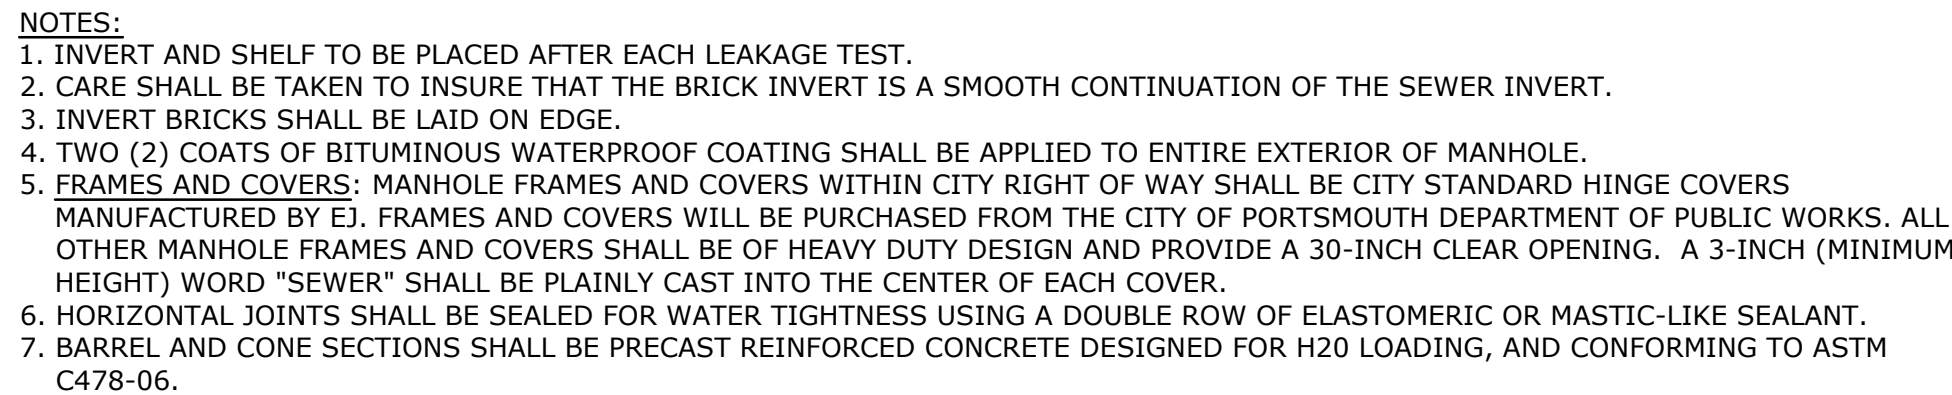 NOTES:
1. INVERT AND SHELF TO BE PLACED AFTER EACH LEAKAGE TEST.
2. CARE SHALL BE TAKEN TO INSURE THAT THE BRICK INVERT IS A SMOOTH CONTINUATION OF THE SEWER INVERT.
3. INVERT BRICKS SHALL BE LAID ON EDGE.
4. TWO (2) COATS OF BITUMINOUS WATERPROOF COATING SHALL BE APPLIED TO ENTIRE EXTERIOR OF MANHOLE.
5. FRAMES AND COVERS: MANHOLE FRAMES AND COVERS WITHIN CITY RIGHT OF WAY SHALL BE CITY STANDARD HINGE COVERS
MANUFACTURED BY EJ. FRAMES AND COVERS WILL BE PURCHASED FROM THE CITY OF PORTSMOUTH DEPARTMENT OF PUBLIC WORKS. ALL
OTHER MANHOLE FRAMES AND COVERS SHALL BE OF HEAVY DUTY DESIGN AND PROVIDE A 30-INCH CLEAR OPENING. A 3-INCH (MINIMUM
HEIGHT) WORD "SEWER" SHALL BE PLAINLY CAST INTO THE CENTER OF EACH COVER.
6. HORIZONTAL JOINTS SHALL BE SEALED FOR WATER TIGHTNESS USING A DOUBLE ROW OF ELASTOMERIC OR MASTIC-LIKE SEALANT.
7. BARREL AND CONE SECTIONS SHALL BE PRECAST REINFORCED CONCRETE DESIGNED FOR H20 LOADING, AND CONFORMING TO ASTM
C478-06.